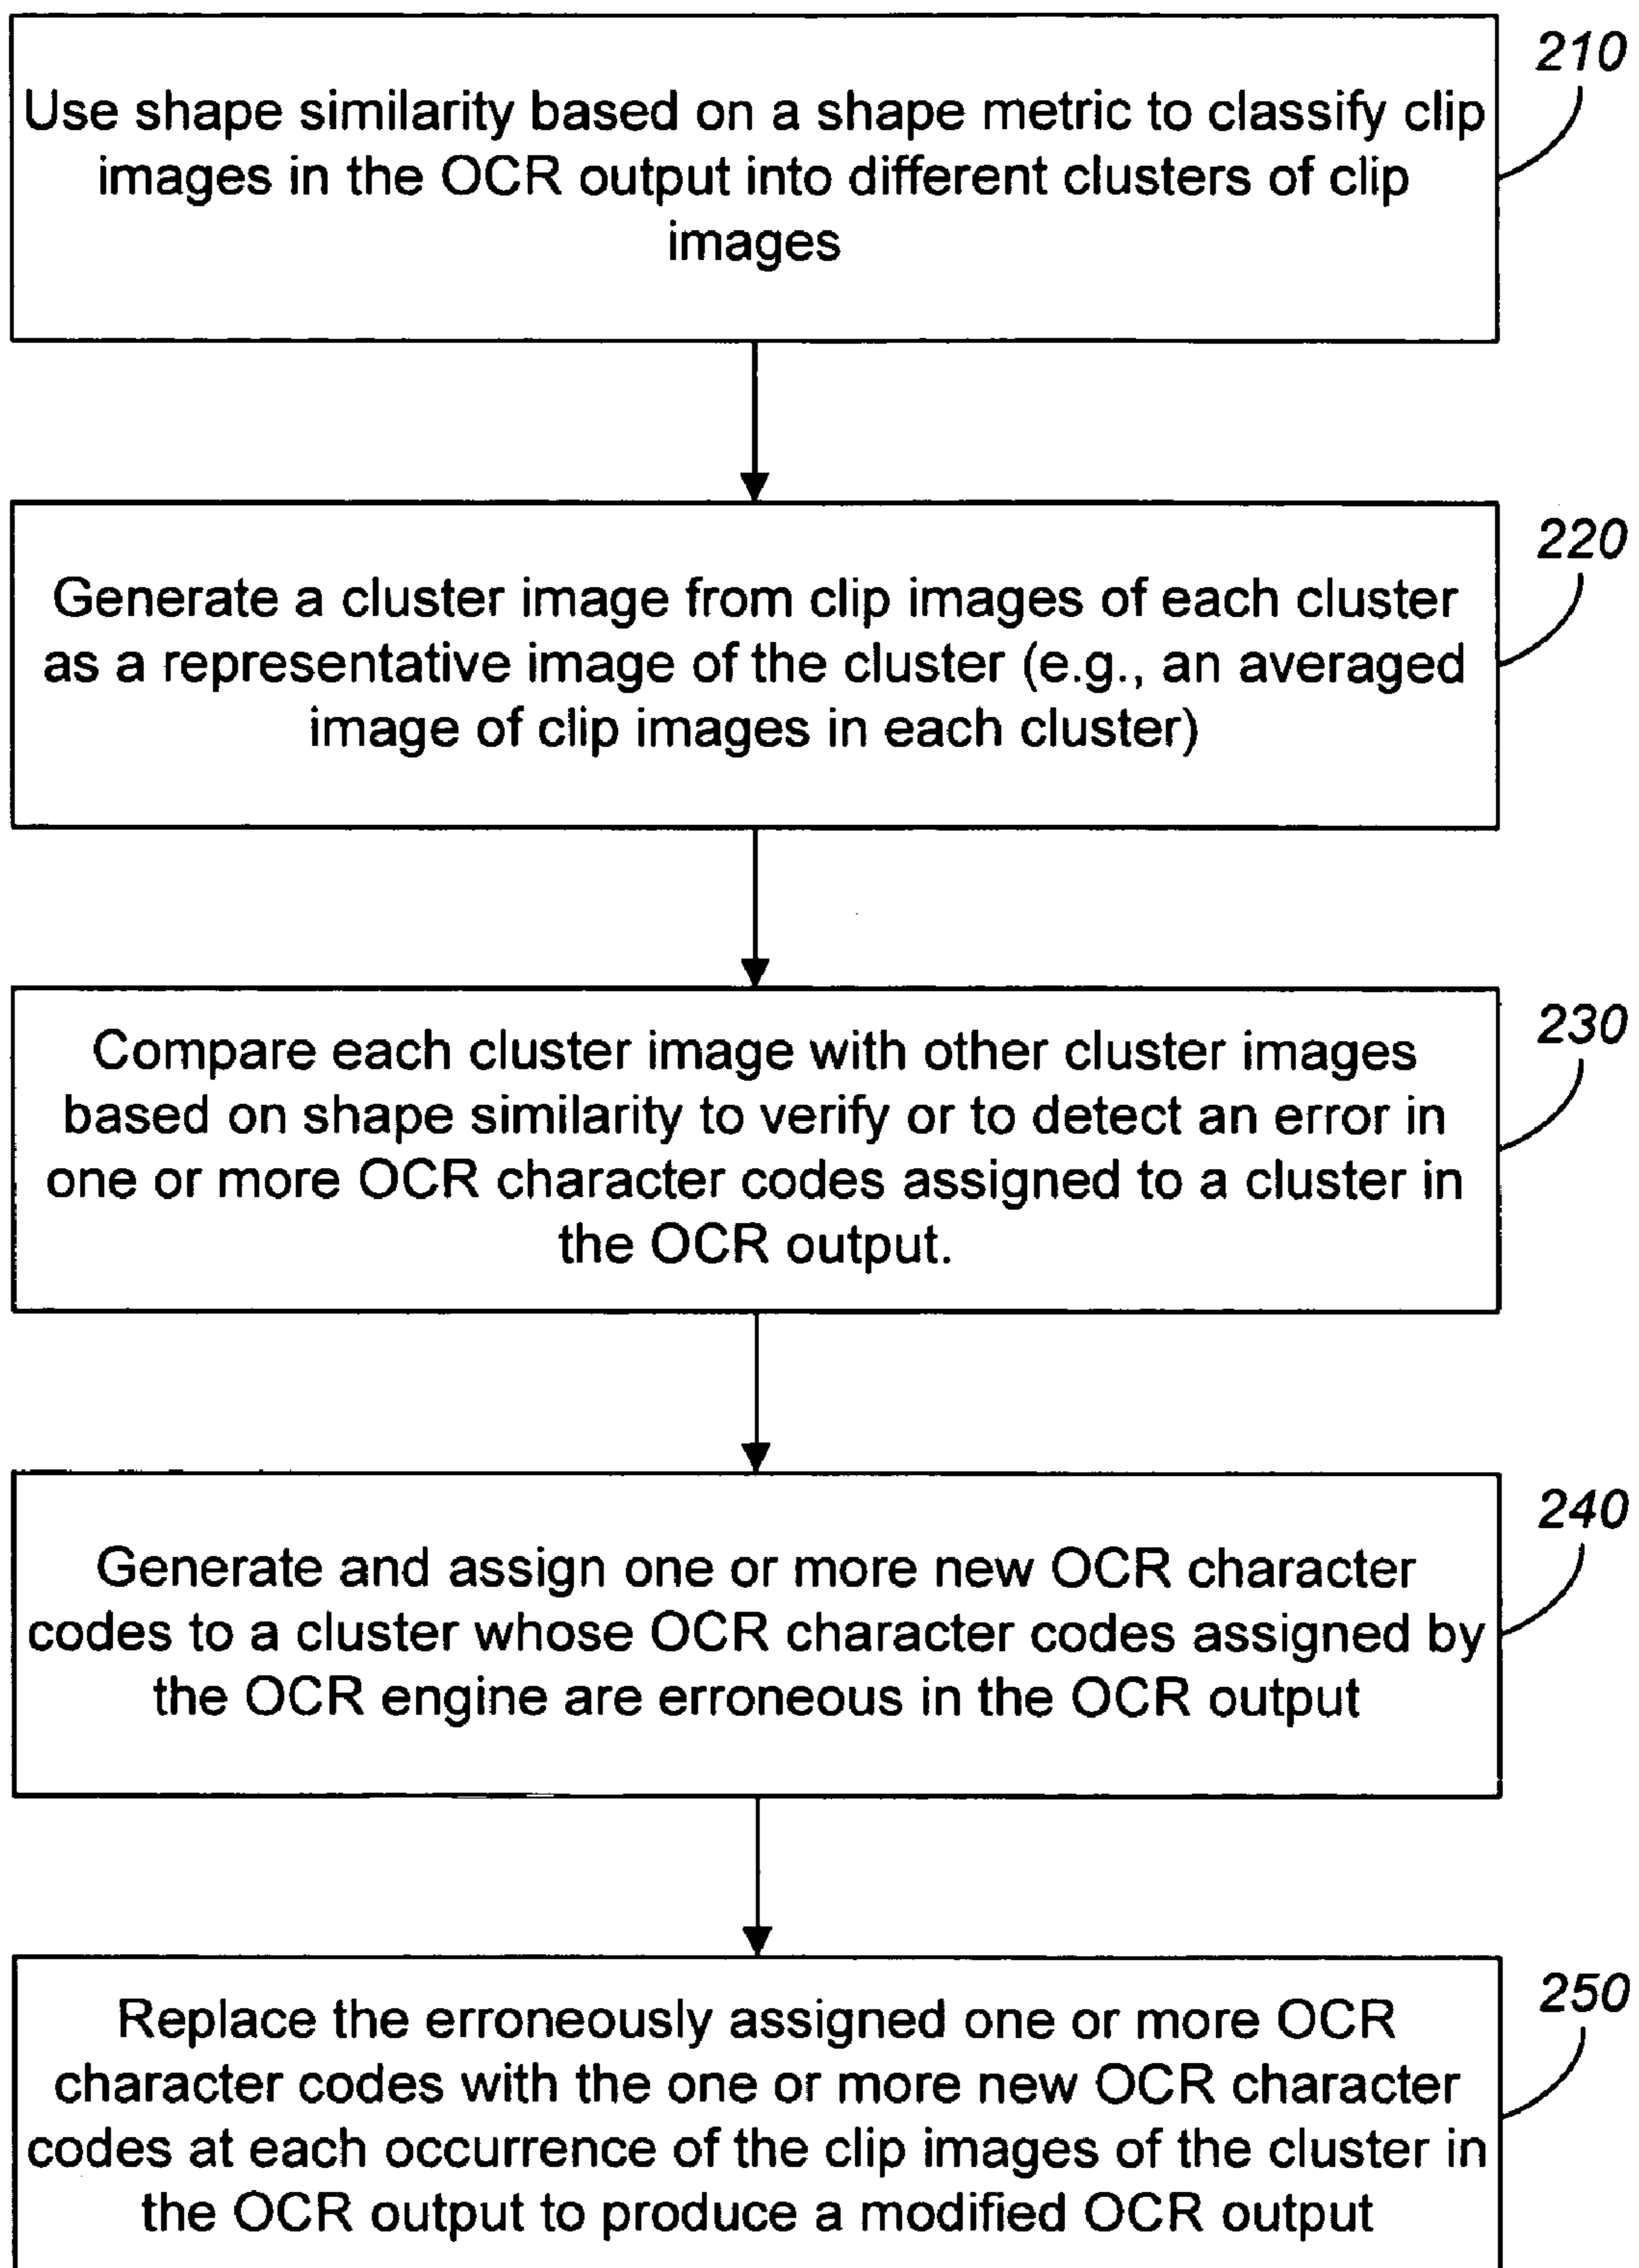 210
Use shape similarity based on a shape metric to classify clip
images in the OCR output into different clusters of clip
images
220
Generate a cluster image from clip images of each cluster
as a representative image of the cluster (e.g., an averaged
image of clip images in each cluster)
230
Compare each cluster image with other cluster images
based on shape similarity to verify or to detect an error in
one or more OCR character codes assigned to a cluster in
the OCR output.
240
Generate and assign one or more new OCR character
codes to a cluster whose OCR character codes assigned by
the OCR engine are erroneous in the OCR output
250
Replace the erroneously assigned one or more OCR
character codes with the one or more new OCR character
codes at each occurrence of the clip images of the cluster in
the OCR output to produce a modified OCR output